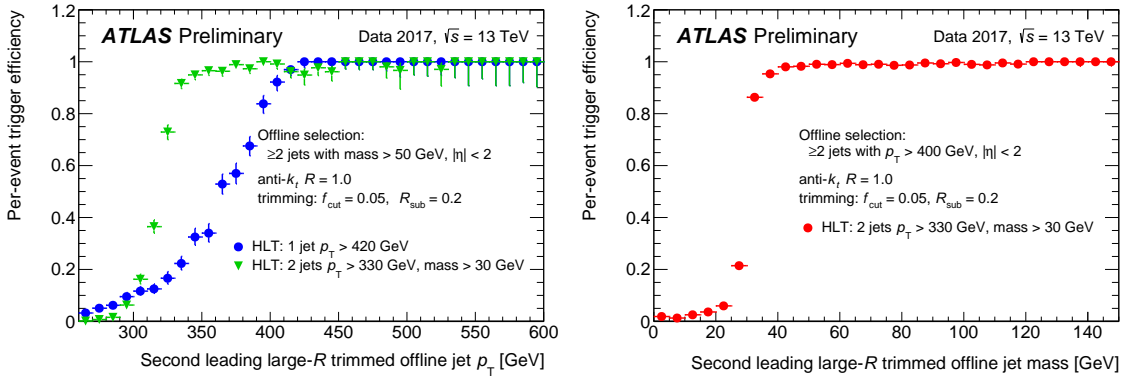 ATLAS Preliminary
Data 2017, √s = 13 TeV
Per-event trigger efficiency
1.2
1
0.8
0.6
0.4
0.2
0
Offline selection:
≥2 jets with mass > 50 GeV, |η| < 2
anti-kt R = 1.0
trimming: fcut = 0.05, Rsub = 0.2
HLT: 1 jet pT > 420 GeV
HLT: 2 jets pT > 330 GeV, mass > 30 GeV
300 350 400 450 500 550 600
Second leading large-R trimmed offline jet pT [GeV]
ATLAS Preliminary
Data 2017, √s = 13 TeV
Per-event trigger efficiency
1.2
1
0.8
0.6
0.4
0.2
0
Offline selection:
≥2 jets with pT > 400 GeV, |η| < 2
anti-kt R = 1.0
trimming: fcut = 0.05, Rsub = 0.2
HLT: 2 jets pT > 330 GeV, mass > 30 GeV
0 20 40 60 80 100 120 140
Second leading large-R trimmed offline jet mass [GeV]